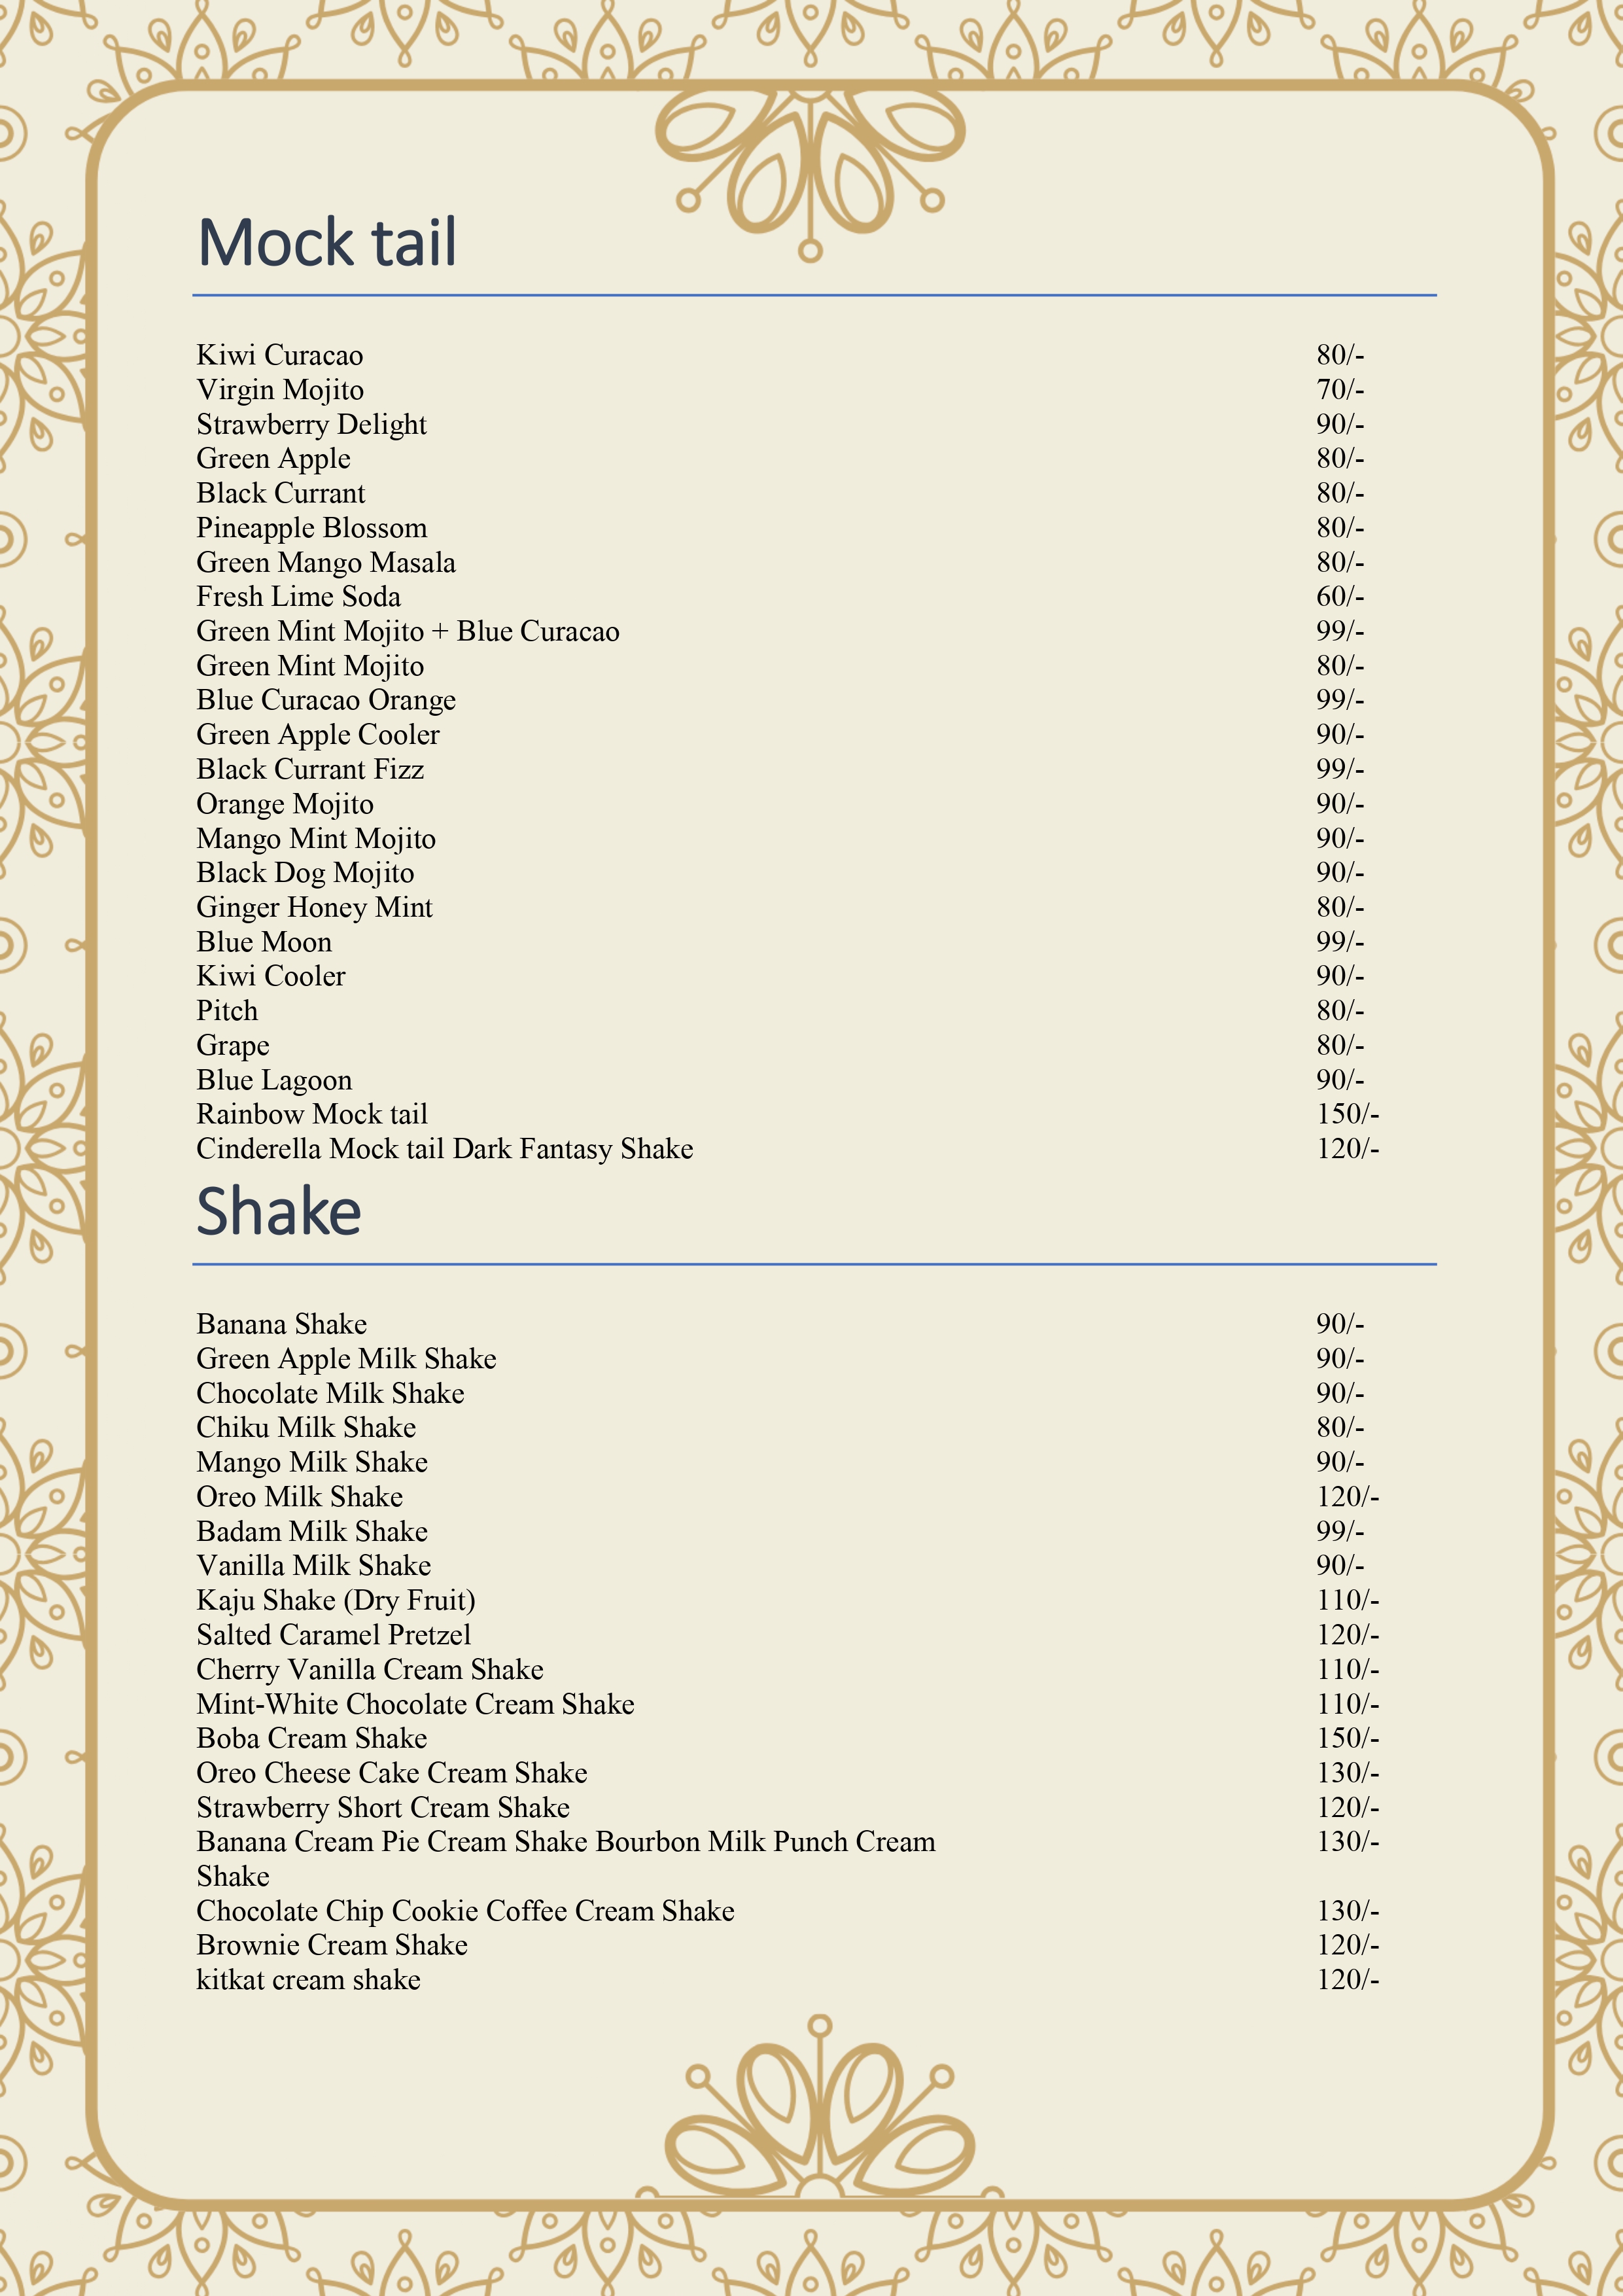 Mock tail
Kiwi Curacao 80/-
Virgin Mojito 70/-
Strawberry Delight 90/-
Green Apple 80/-
Black Currant 80/-
Pineapple Blossom 80/-
Green Mango Masala 80/-
Fresh Lime Soda 60/-
Green Mint Mojito + Blue Curacao 99/-
Green Mint Mojito 80/-
Blue Curacao Orange 99/-
Green Apple Cooler 90/-
Black Currant Fizz 99/-
Orange Mojito 90/-
Mango Mint Mojito 90/-
Black Dog Mojito 90/-
Ginger Honey Mint 80/-
Blue Moon 99/-
Kiwi Cooler 90/-
Pitch 80/-
Grape 80/-
Blue Lagoon 90/-
Rainbow Mock tail 150/-
Cinderella Mock tail Dark Fantasy Shake 120/-
Shake
Banana Shake 90/-
Green Apple Milk Shake 90/-
Chocolate Milk Shake 90/-
Chiku Milk Shake 80/-
Mango Milk Shake 90/-
Oreo Milk Shake 120/-
Badam Milk Shake 99/-
Vanilla Milk Shake 90/-
Kaju Shake (Dry Fruit) 110/-
Salted Caramel Pretzel 120/-
Cherry Vanilla Cream Shake 110/-
Mint-White Chocolate Cream Shake 110/-
Boba Cream Shake 150/-
Oreo Cheese Cake Cream Shake 130/-
Strawberry Short Cream Shake 120/-
Banana Cream Pie Cream Shake Bourbon Milk Punch Cream 130/-
Shake
Chocolate Chip Cookie Coffee Cream Shake 130/-
Brownie Cream Shake 120/-
kitkat cream shake 120/-